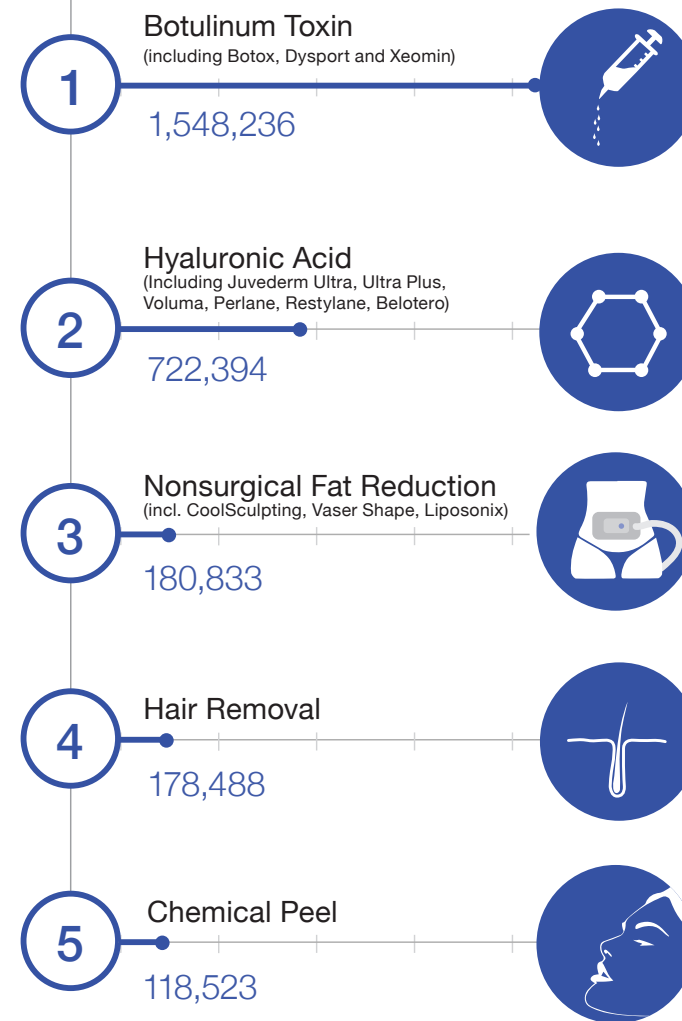 1
Botulinum Toxin
(including Botox, Dysport and Xeomin)
1,548,236
2
Hyaluronic Acid
(Including Juvederm Ultra, Ultra Plus,
Voluma, Perlane, Restylane, Belotero)
722,394
3
Nonsurgical Fat Reduction
(incl. CoolSculpting, Vaser Shape, Liposonix)
180,833
4
Hair Removal
178,488
5
Chemical Peel
118,523